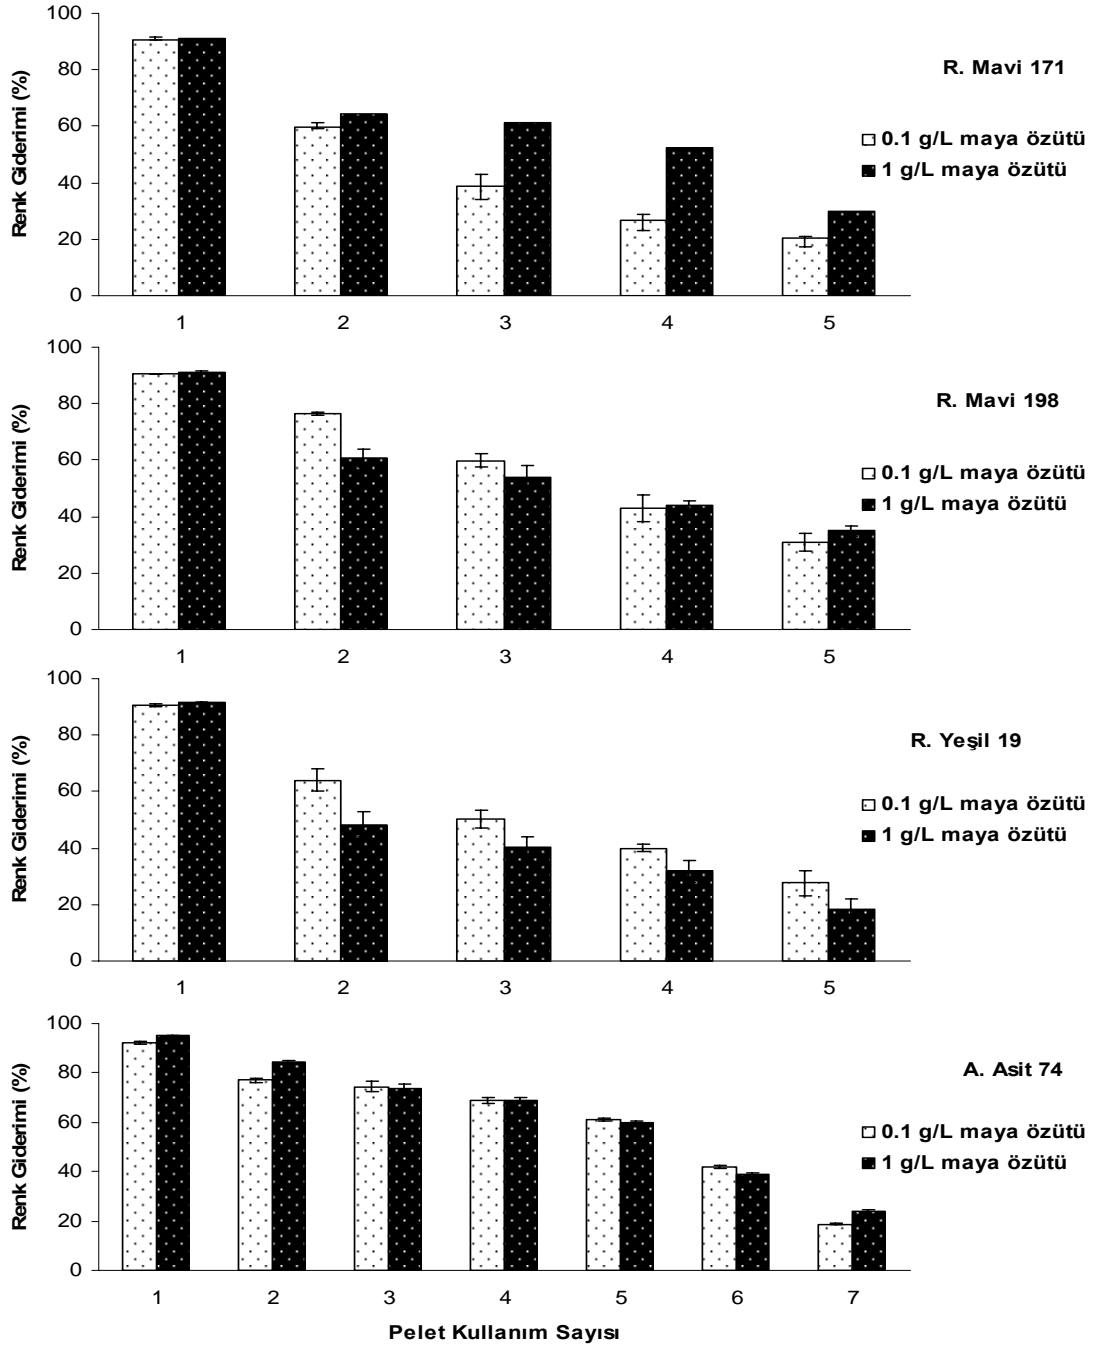 100
80
60
40
20
0
Renk Giderimi (%)
R. Mavi 171
0.1 g/L maya özütü
1 g/L maya özütü
1 2 3 4 5
100
80
60
40
20
0
Renk Giderimi (%)
R. Mavi 198
0.1 g/L maya özütü
1 g/L maya özütü
1 2 3 4 5
100
80
60
40
20
0
Renk Giderimi (%)
R. Yeşil 19
0.1 g/L maya özütü
1 g/L maya özütü
1 2 3 4 5
100
80
60
40
20
0
Renk Giderimi (%)
A. Asit 74
0.1 g/L maya özütü
1 g/L maya özütü
1 2 3 4 5 6 7
Pelet Kullanım Sayısı